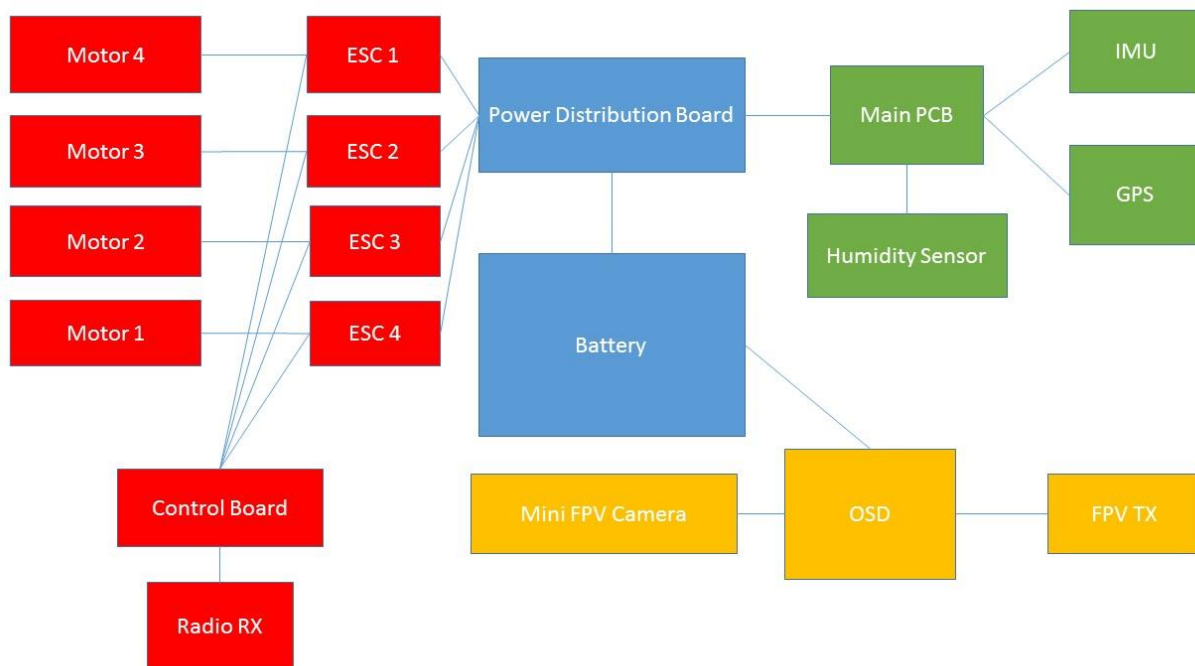 Motor 4
ESC 1
IMU
Power Distribution Board
Main PCB
Motor 3
ESC 2
GPS
Motor 2
ESC 3
Humidity Sensor
Motor 1
ESC 4
Battery
Control Board
Mini FPV Camera
OSD
FPV TX
Radio RX